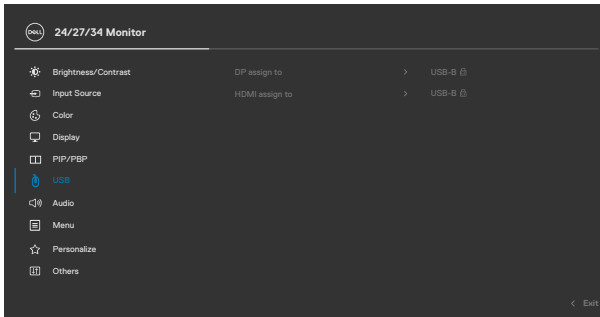 DELL
24/27/34 Monitor
Brightness/Contrast
DP assign to > USB-B
Input Source
HDMI assign to > USB-B
Color
Display
PIP/PBP
USB
Audio
Menu
Personalize
Others
< Exit